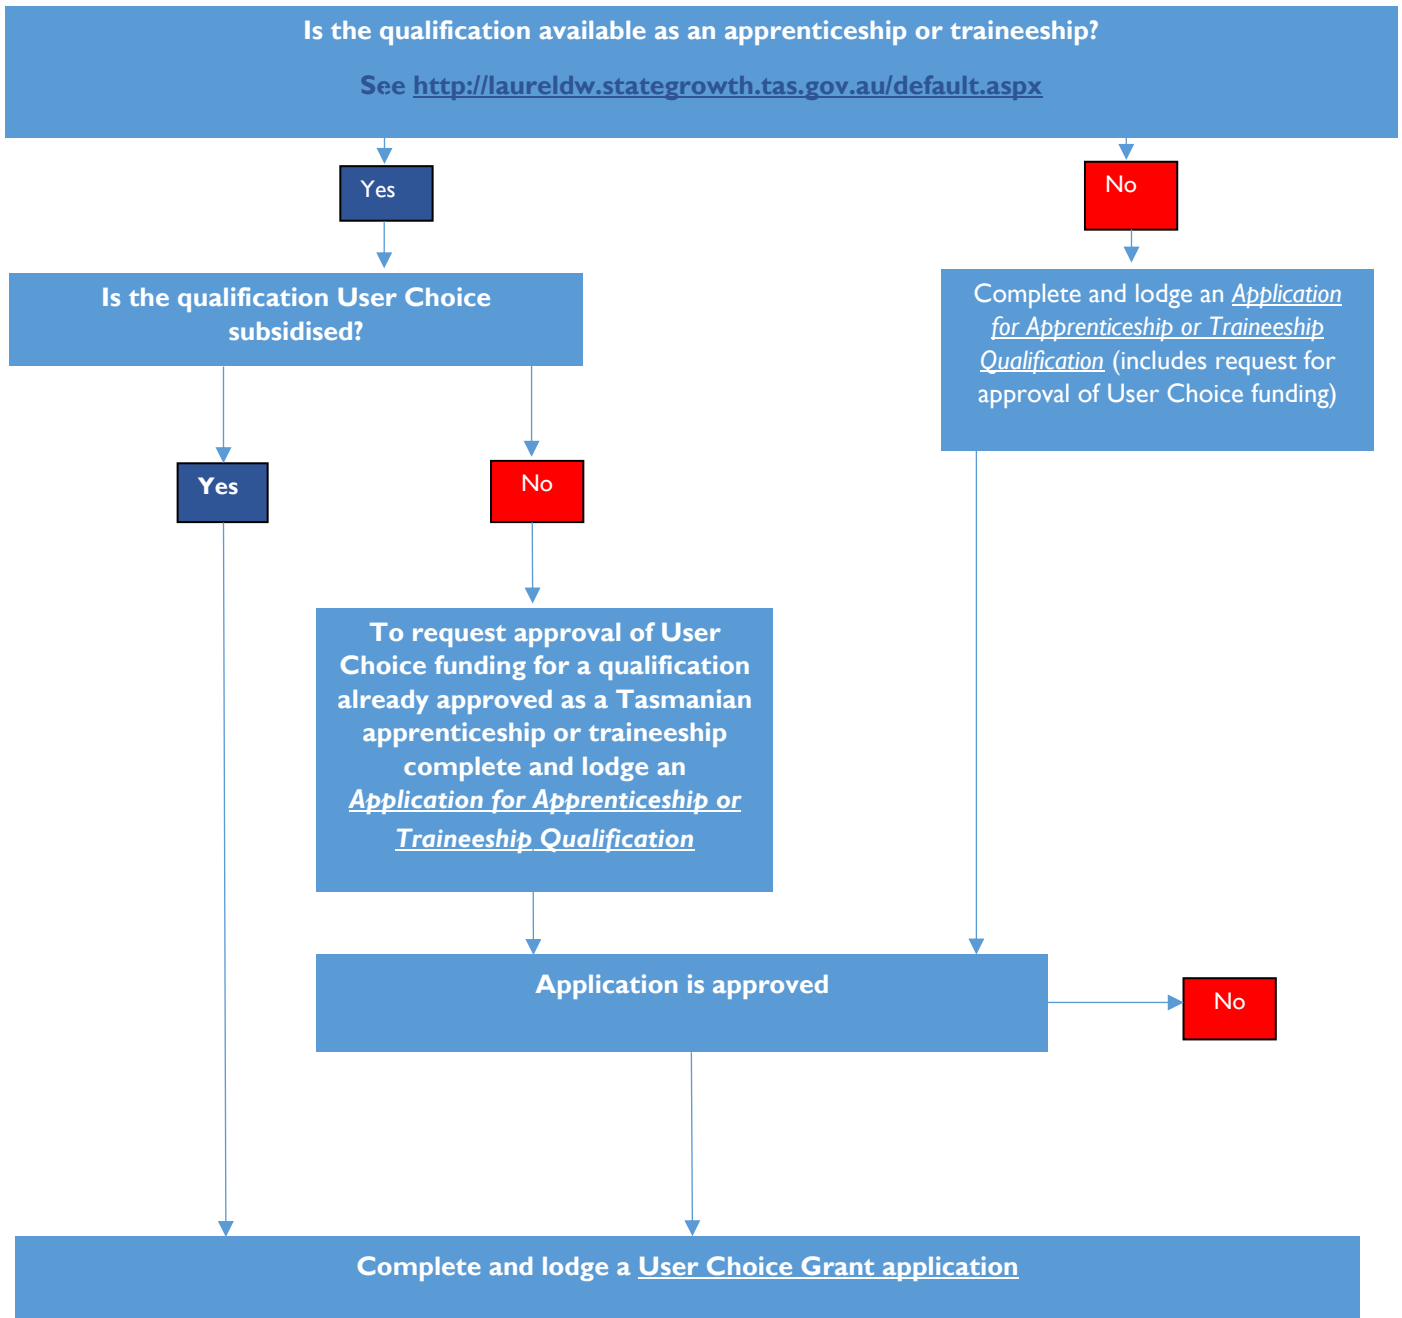 Is the qualification available as an apprenticeship or traineeship?
See http://laureldw.stategrowth.tas.gov.au/default.aspx
Yes
No
Is the qualification User Choice
subsidised?
Complete and lodge an Application
for Apprenticeship or Traineeship
Qualification (includes request for
approval of User Choice funding)
Yes
No
To request approval of User
Choice funding for a qualification
already approved as a Tasmanian
apprenticeship or traineeship
complete and lodge an
Application for Apprenticeship or
Traineeship Qualification
Application is approved
No
Complete and lodge a User Choice Grant application